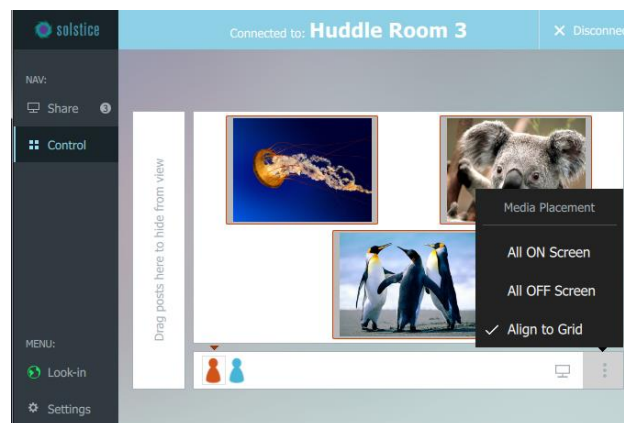 solstice
Connected to: Huddle Room 3
Disconne
NAV:
Share 3
Control
Drag posts here to hide from view
Media Placement
All ON Screen
All OFF Screen
Align to Grid
MENU:
Look-in
Settings